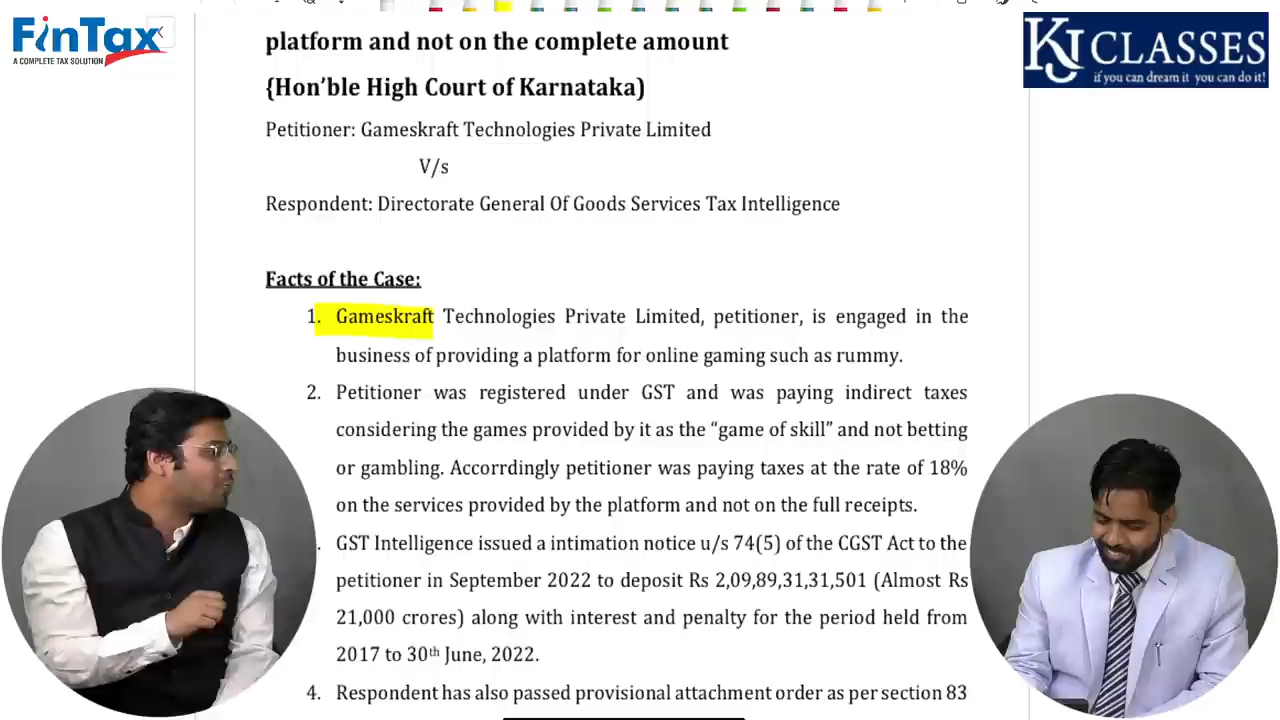 FinTax
A COMPLETE TAX SOLUTION
KJ CLASSES
if you can dream it you can do it!
platform and not on the complete amount
{Hon’ble High Court of Karnataka)
Petitioner: Gameskraft Technologies Private Limited
V/s
Respondent: Directorate General Of Goods Services Tax Intelligence
Facts of the Case:
1. Gameskraft Technologies Private Limited, petitioner, is engaged in the
business of providing a platform for online gaming such as rummy.
2. Petitioner was registered under GST and was paying indirect taxes
considering the games provided by it as the “game of skill” and not betting
or gambling. Accorrdingly petitioner was paying taxes at the rate of 18%
on the services provided by the platform and not on the full receipts.
. GST Intelligence issued a intimation notice u/s 74(5) of the CGST Act to the
petitioner in September 2022 to deposit Rs 2,09,89,31,31,501 (Almost Rs
21,000 crores) along with interest and penalty for the period held from
2017 to 30th June, 2022.
4. Respondent has also passed provisional attachment order as per section 83